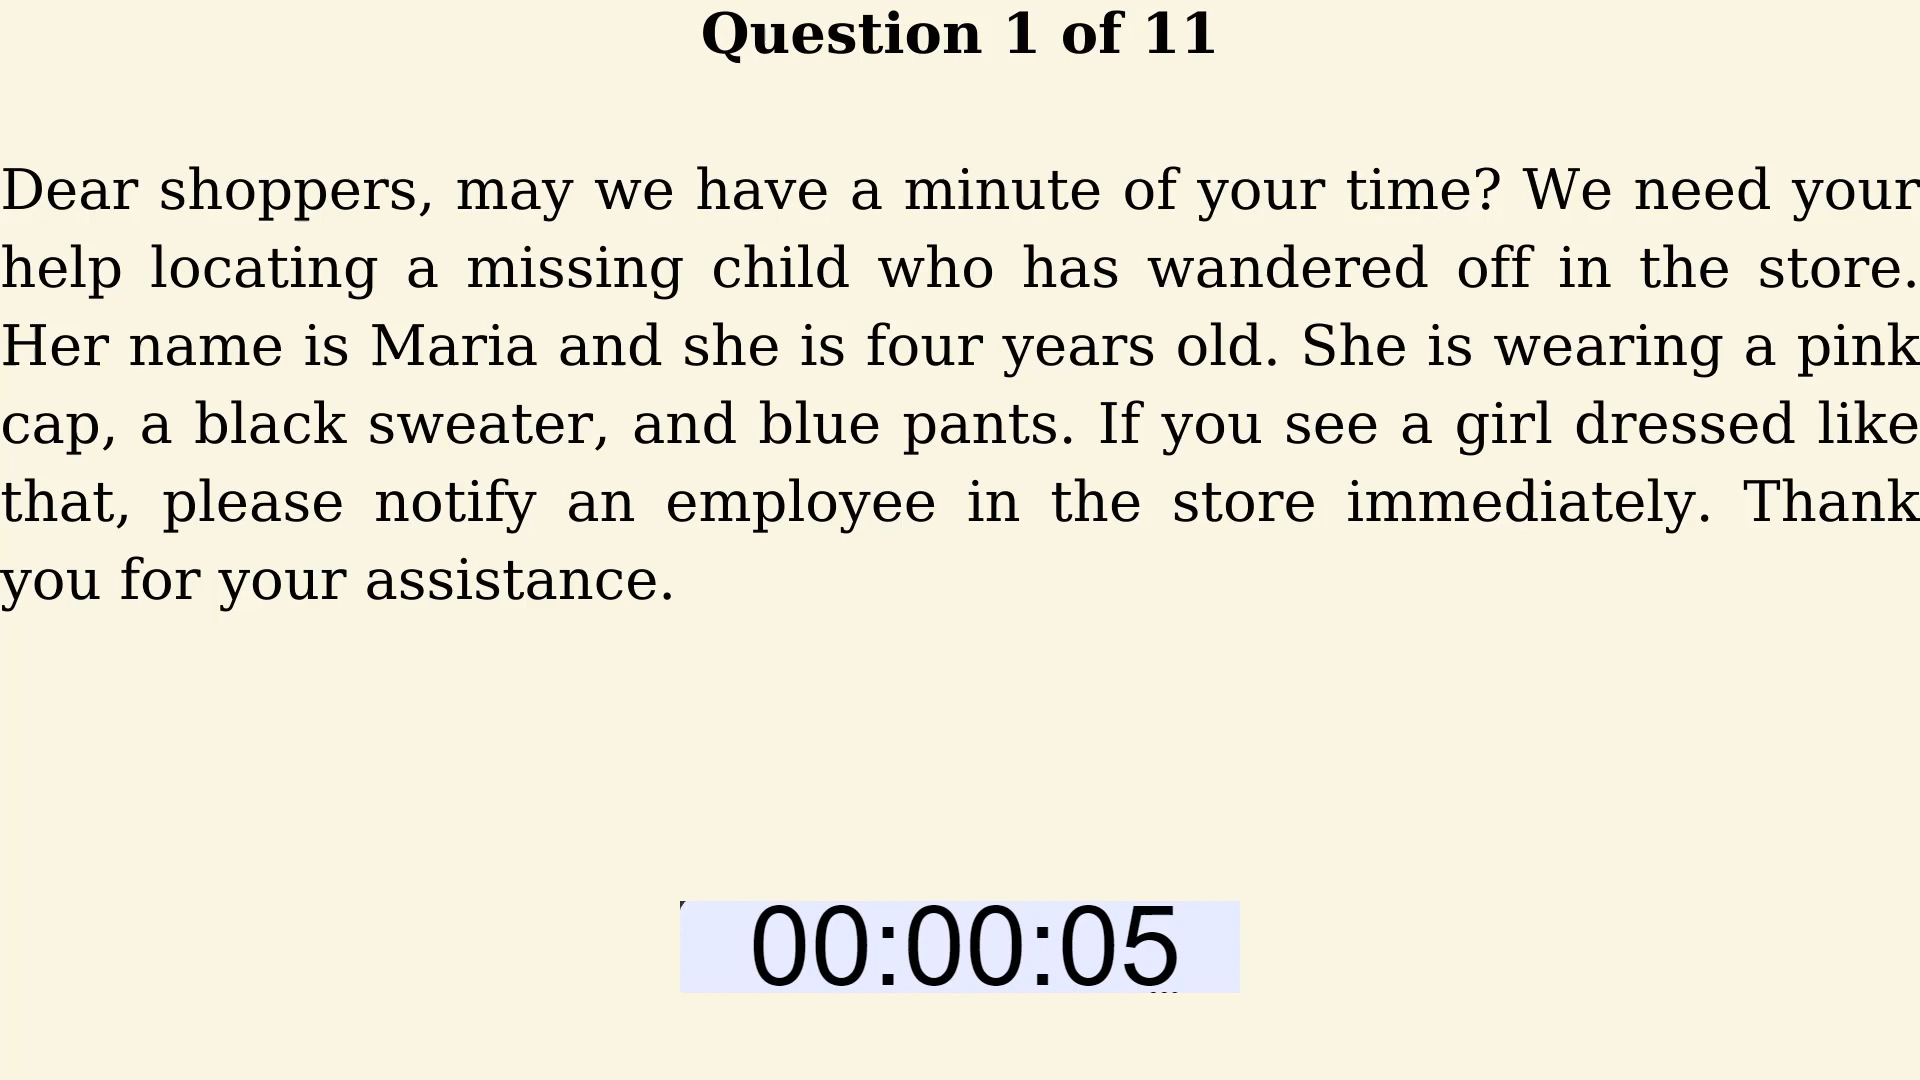 Question 1 of 11
Dear shoppers, may we have a minute of your time? We need your
help locating a missing child who has wandered off in the store.
Her name is Maria and she is four years old. She is wearing a pink
cap, a black sweater, and blue pants. If you see a girl dressed like
that, please notify an employee in the store immediately. Thank
you for your assistance.
00:00:05